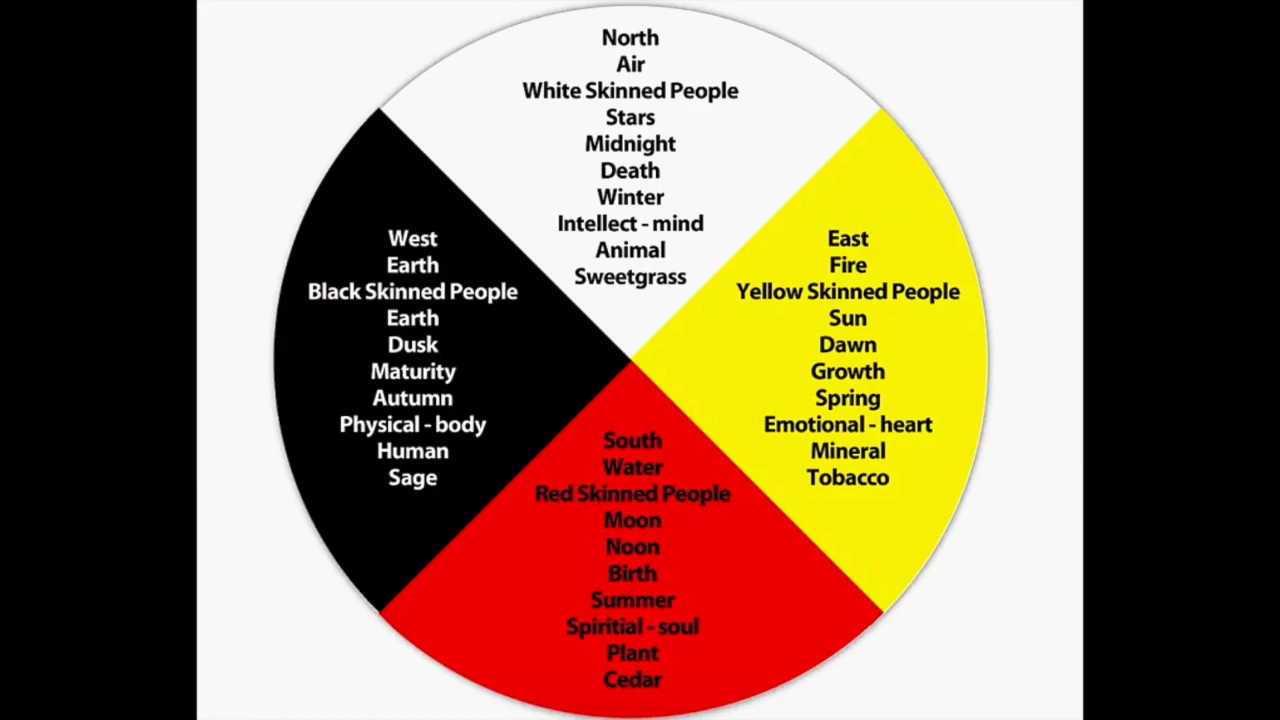 North
Air
White Skinned People
Stars
Midnight
Death
Winter
Intellect - mind
Animal
Sweetgrass
West
Earth
Black Skinned People
Earth
Dusk
Maturity
Autumn
Physical - body
Human
Sage
East
Fire
Yellow Skinned People
Sun
Dawn
Growth
Spring
Emotional - heart
Mineral
Tobacco
South
Water
Red Skinned People
Moon
Noon
Birth
Summer
Spiritial - soul
Plant
Cedar